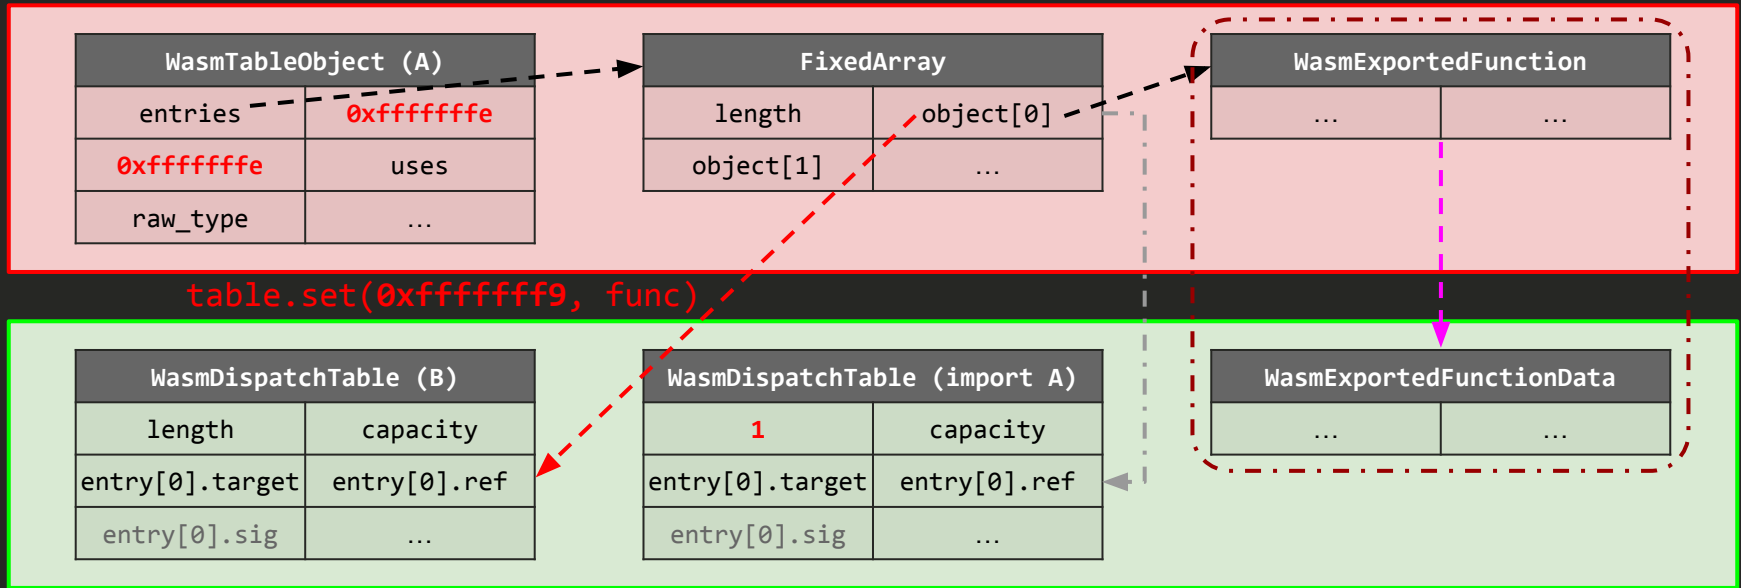 WasmTableObject (A)
entries 0xfffffffe
0xfffffffe uses
raw_type …
FixedArray
length object[0]
object[1] …
WasmExportedFunction
… …
table.set(0xfffffff9, func)
WasmDispatchTable (B)
length capacity
entry[0].target entry[0].ref
entry[0].sig …
WasmDispatchTable (import A)
1 capacity
entry[0].target entry[0].ref
entry[0].sig …
WasmExportedFunctionData
… …